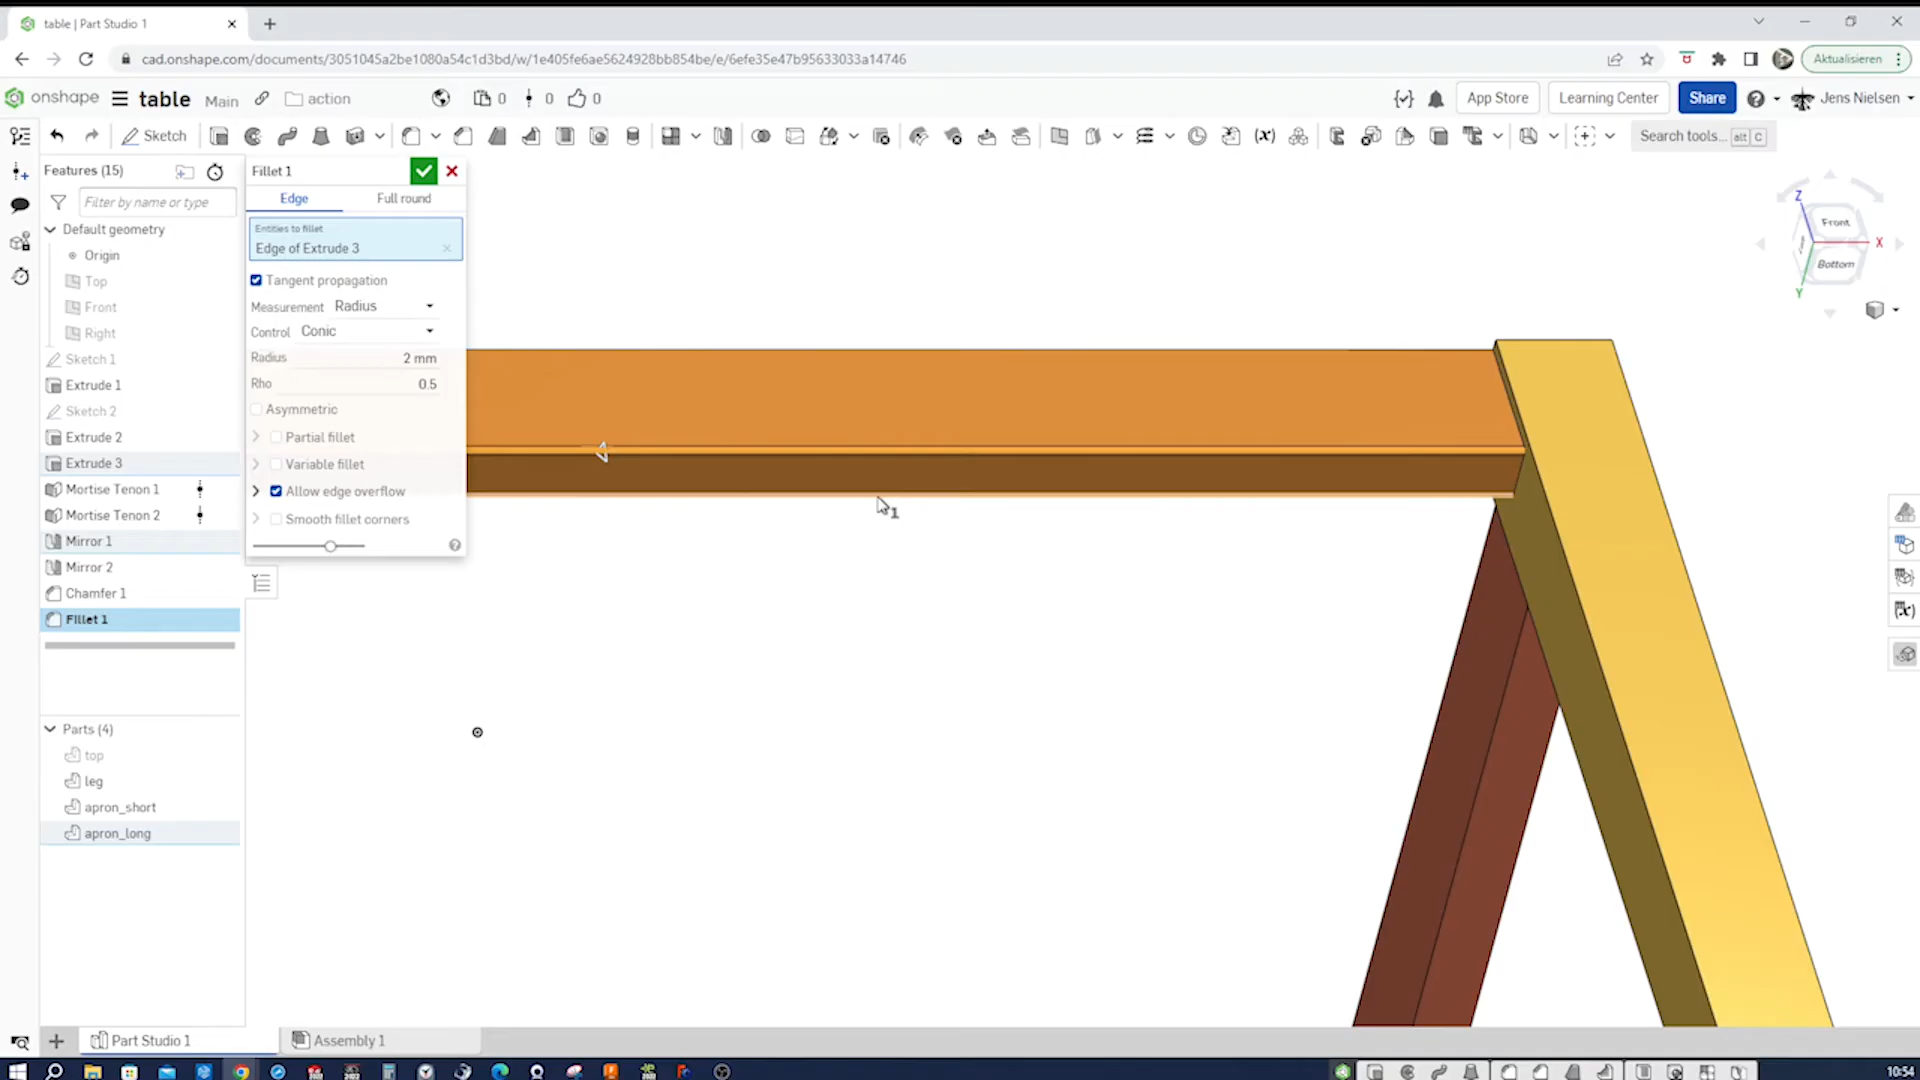 table | Part Studio 1
cad.onshape.com/documents/3051045a2be1080a54c1d3bd/w/1e405fe6ae5624928bb854be/e/6efe35e47b95633033a14746
Aktualisieren
onshape table Main action 0 0 0 App Store Learning Center Share Jens Nielsen
Sketch Search tools... alt C
Features (15)
Filter by name or type
Default geometry
Origin
Top
Front
Right
Sketch 1
Extrude 1
Sketch 2
Extrude 2
Extrude 3
Mortise Tenon 1
Mortise Tenon 2
Mirror 1
Mirror 2
Chamfer 1
Fillet 1
Parts (4)
top
leg
apron_short
apron_long
Fillet 1
Edge Full round
Entities to fillet
Edge of Extrude 3
Tangent propagation
Measurement Radius
Control Conic
Radius 2 mm
Rho 0.5
Asymmetric
Partial fillet
Variable fillet
Allow edge overflow
Smooth fillet corners
1
Z
Front
X
Bottom
Y
Part Studio 1 Assembly 1
10:54